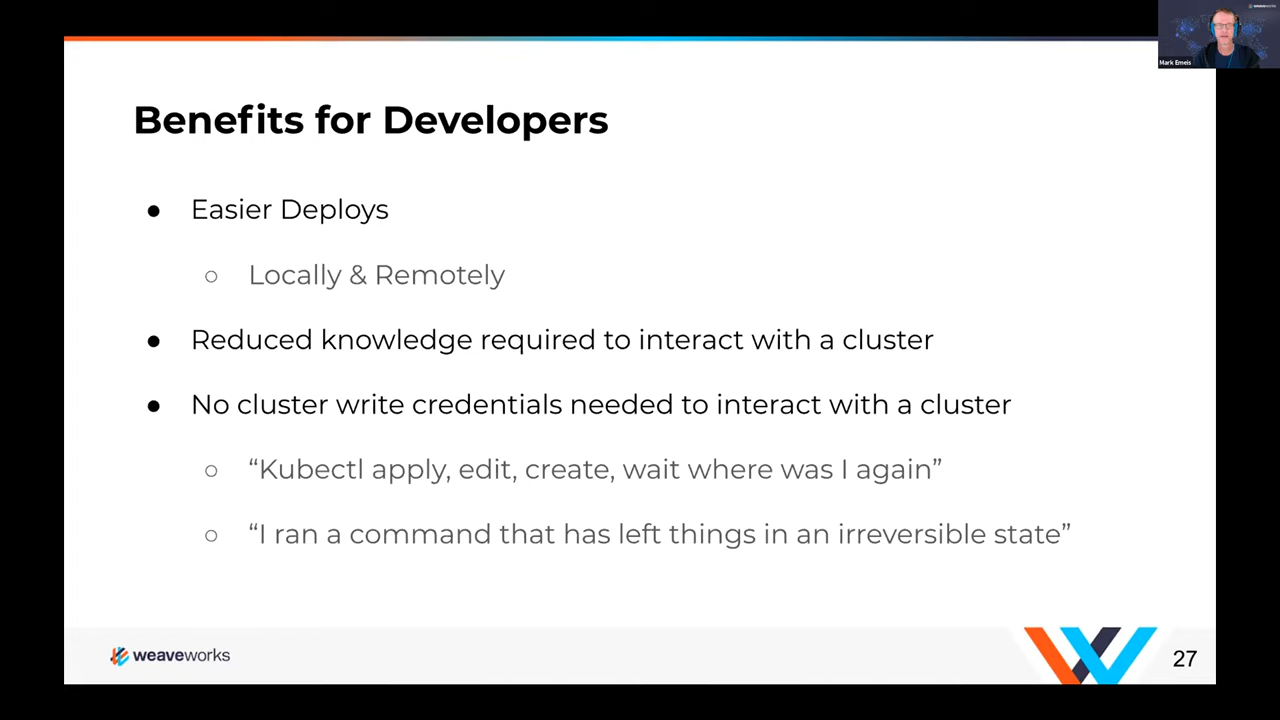 weaveworks
Mark Emeis
Benefits for Developers
● Easier Deploys
○ Locally & Remotely
● Reduced knowledge required to interact with a cluster
● No cluster write credentials needed to interact with a cluster
○ “Kubectl apply, edit, create, wait where was I again”
○ “I ran a command that has left things in an irreversible state”
weaveworks
27